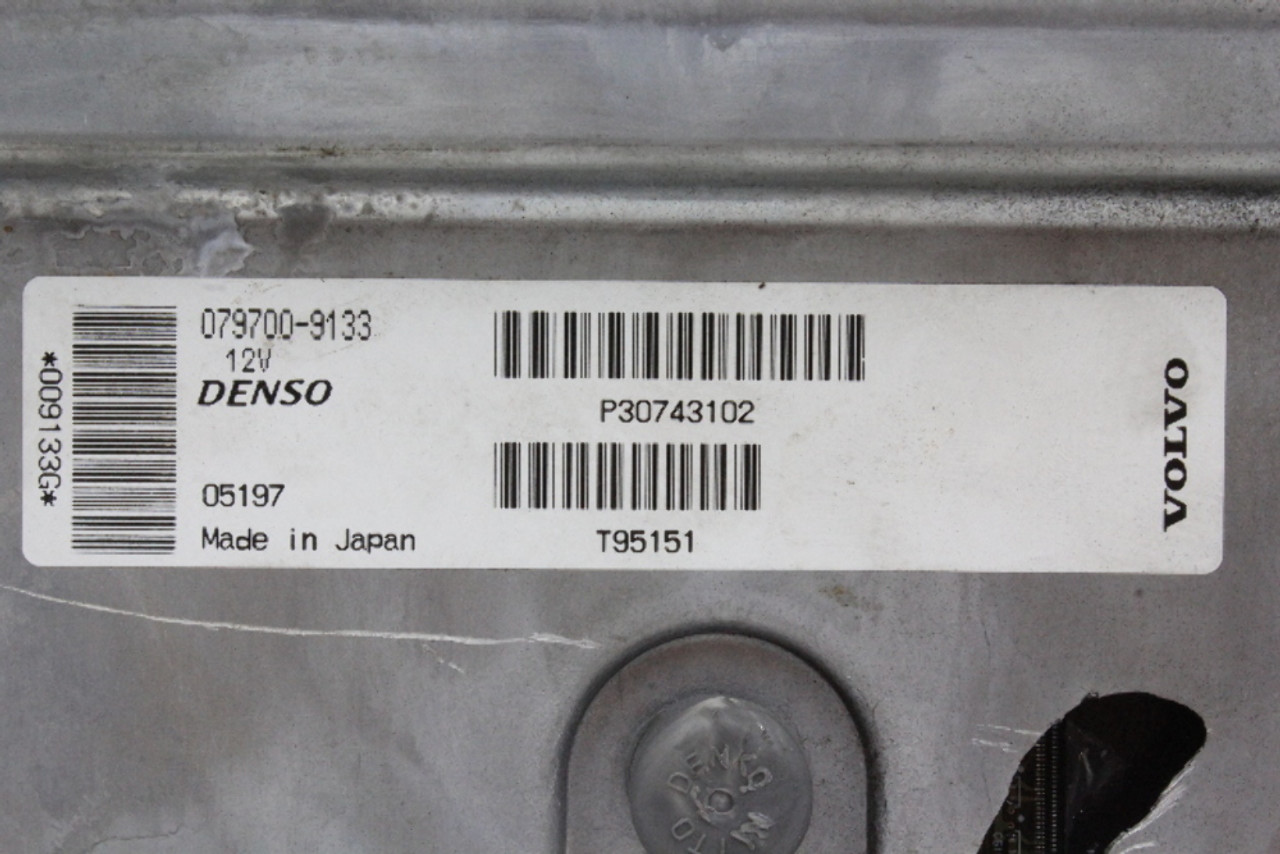 *009133G*
079700-9133
12V
DENSO
05197
Made in Japan
P30743102
T95151
VOLVO